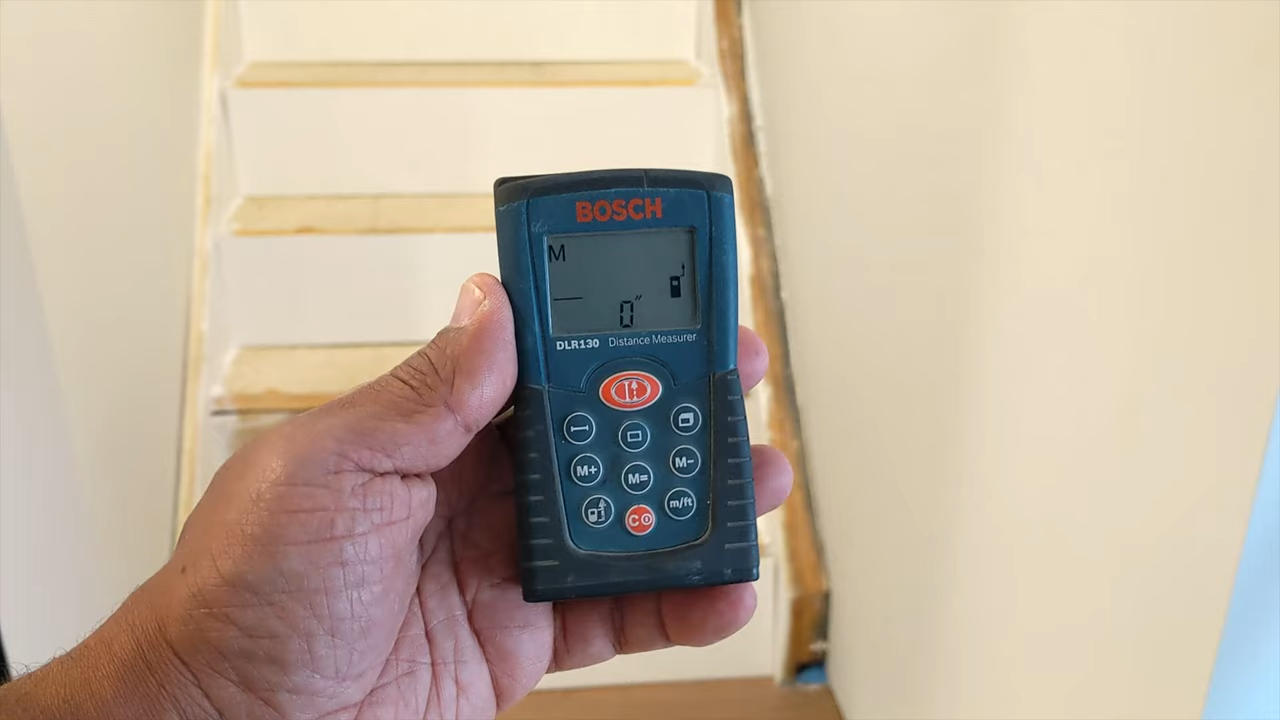 BOSCH
M
0"
DLR130 Distance Measurer
M+ M= M-
m/ft
C